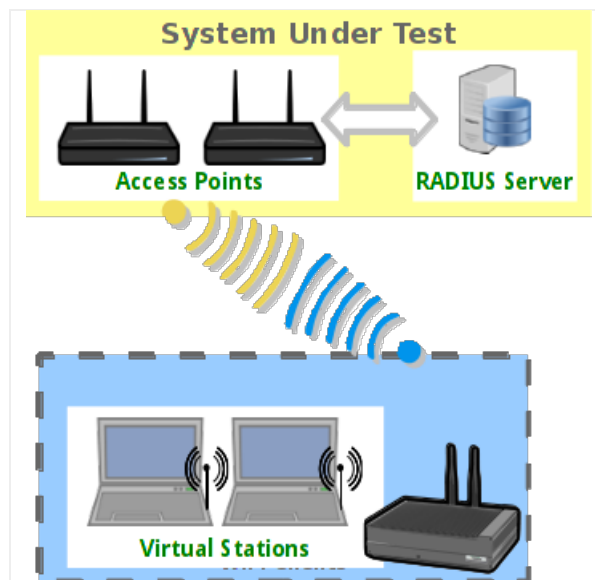 System Under Test
Access Points
RADIUS Server
Virtual Stations